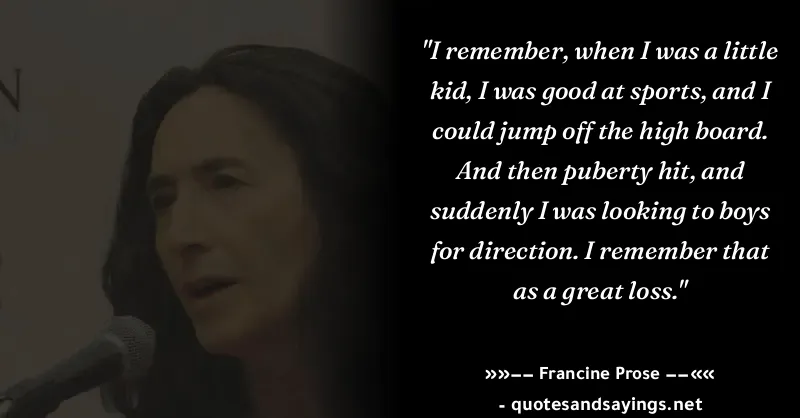 N
"I remember, when I was a little
kid, I was good at sports, and I
could jump off the high board.
And then puberty hit, and
suddenly I was looking to boys
for direction. I remember that
as a great loss."
»»−− Francine Prose −−««
- quotesandsayings.net